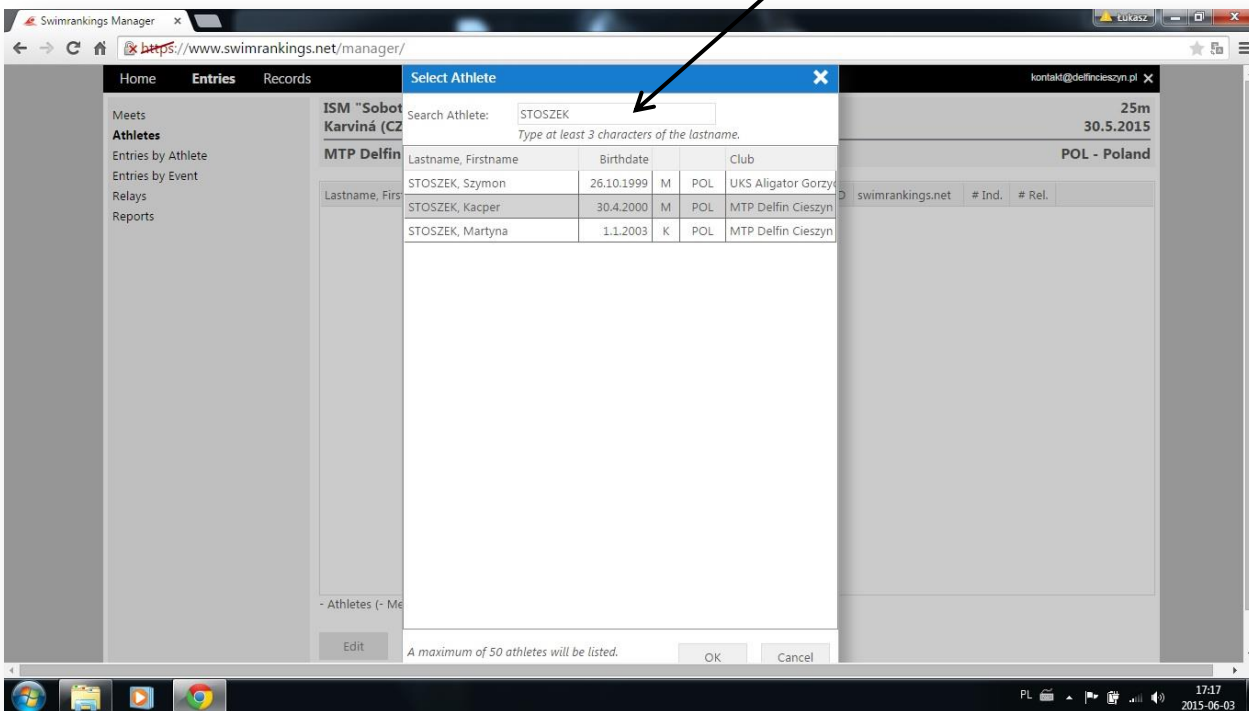 Swimrankings Manager
Łukasz
https://www.swimrankings.net/manager/
Home Entries Records
Select Athlete
kontakt@delfincieszyn.pl
Meets
Athletes
Entries by Athlete
Entries by Event
Relays
Reports
ISM "Sobot
Karviná (CZ
25m
30.5.2015
MTP Delfin
POL - Poland
Search Athlete: STOSZEK
Type at least 3 characters of the lastname.
Lastname, Firs
swimrankings.net # Ind. # Rel.
Lastname, Firstname Birthdate Club
STOSZEK, Szymon 26.10.1999 M POL UKS Aligator Gorzyc
STOSZEK, Kacper 30.4.2000 M POL MTP Delfin Cieszyn
STOSZEK, Martyna 1.1.2003 K POL MTP Delfin Cieszyn
- Athletes (- Me
Edit
A maximum of 50 athletes will be listed.
OK Cancel
PL
17:17
2015-06-03